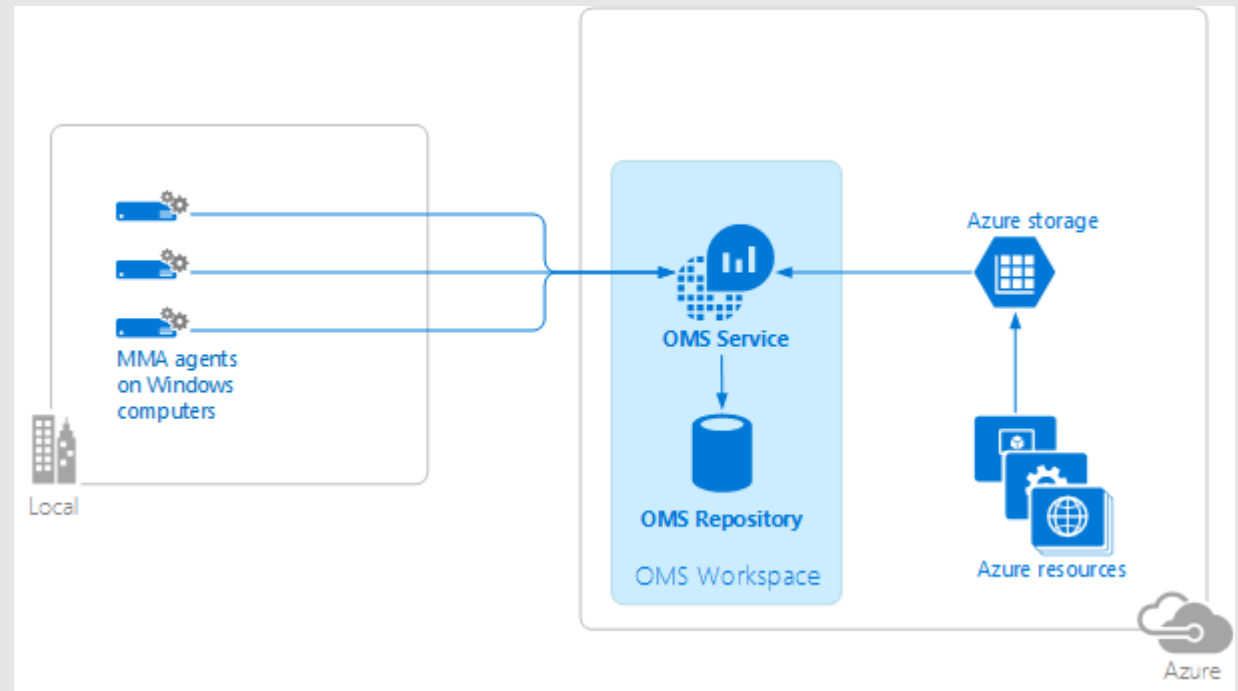 MMA agents
on Windows
computers
Local
OMS Service
OMS Repository
OMS Workspace
Azure storage
Azure resources
Azure